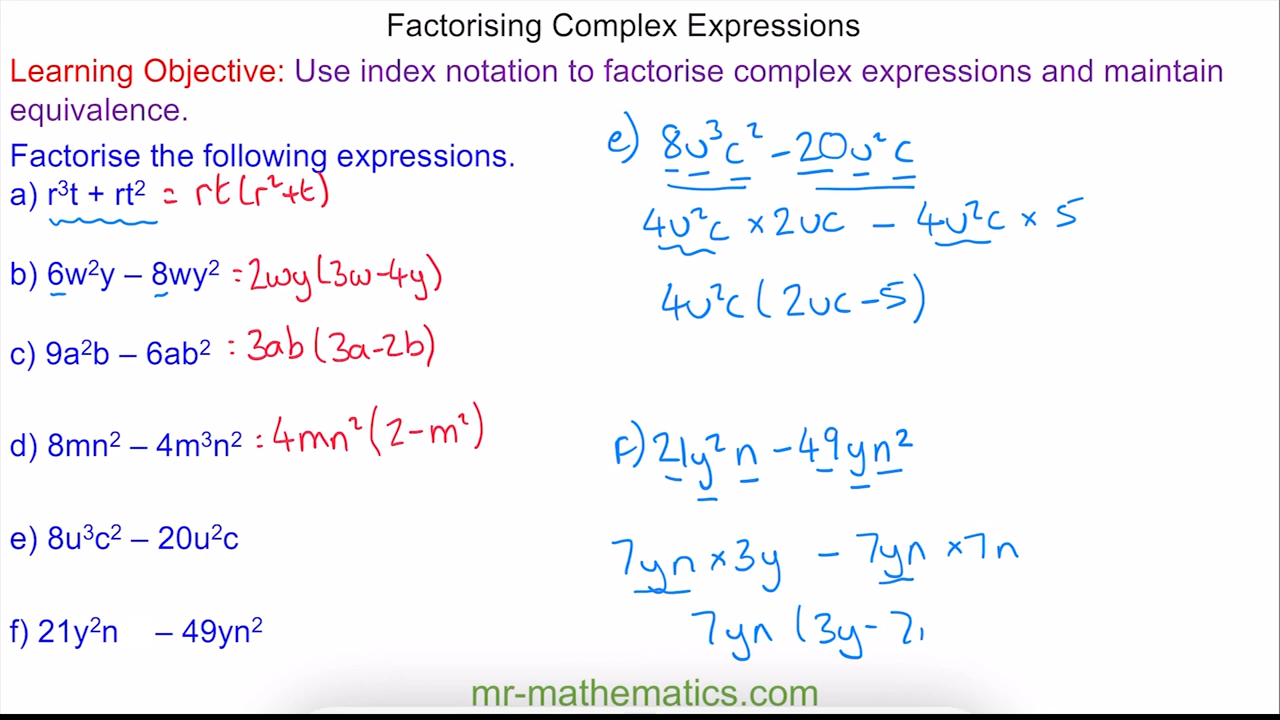 Factorising Complex Expressions
Learning Objective: Use index notation to factorise complex expressions and maintain
equivalence.
Factorise the following expressions.
a) r³t + rt² = rt(r²+t)
b) 6w²y – 8wy² = 2wy(3w-4y)
c) 9a²b – 6ab² = 3ab(3a-2b)
d) 8mn² – 4m³n² = 4mn²(2-m²)
e) 8u³c² – 20u²c
f) 21y²n – 49yn²
e) 8u³c² - 20u²c
4u²c × 2uc - 4u²c × 5
4u²c(2uc-5)
F) 21y²n - 49yn²
7yn × 3y - 7yn × 7n
7yn (3y - 7
mr-mathematics.com